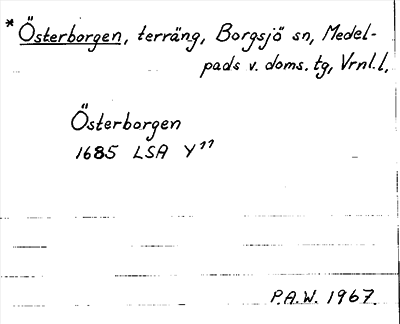 * Österborgen, terräng, Borgsjö sn, Medel-
pads v. doms. tg, Vrnl. l,
Österborgen
1685 LSA Y¹¹
P.A.W. 1967.